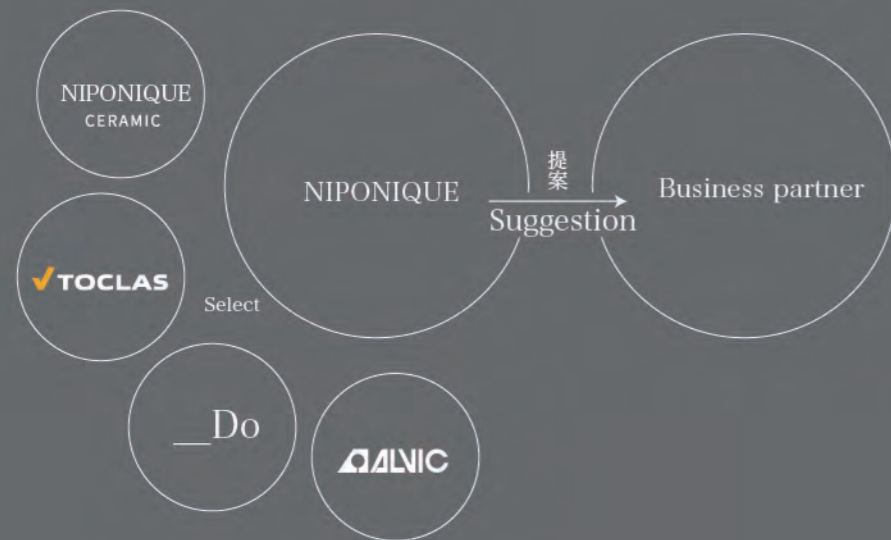 NIPONIQUE
CERAMIC
TOCLAS
Select
__Do
ALVIC
NIPONIQUE
提案
Suggestion
Business partner